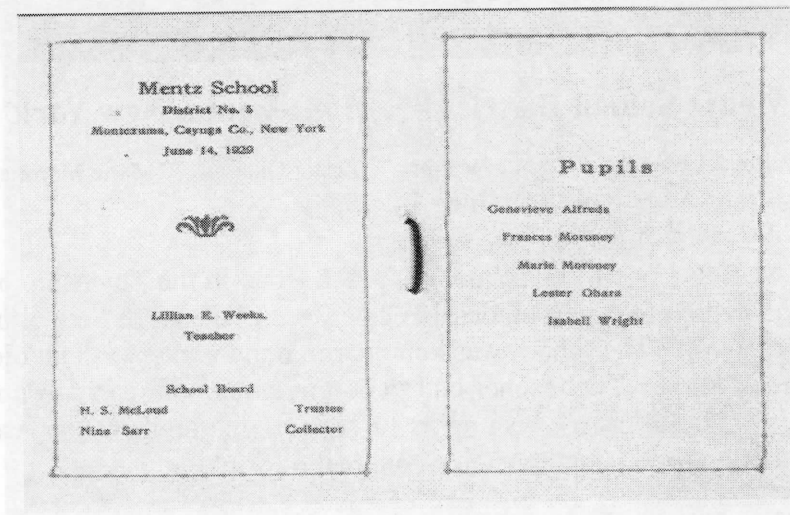 Mentz School
District No. 5
Montezuma, Cayuga Co., New York
June 14, 1929
Lillian E. Weeks,
Teacher
School Board
H. S. McLoud Trustee
Nina Sarr Collector
Pupils
Genevieve Alfreds
Frances Moroney
Marie Moroney
Lester Ohara
Isabell Wright